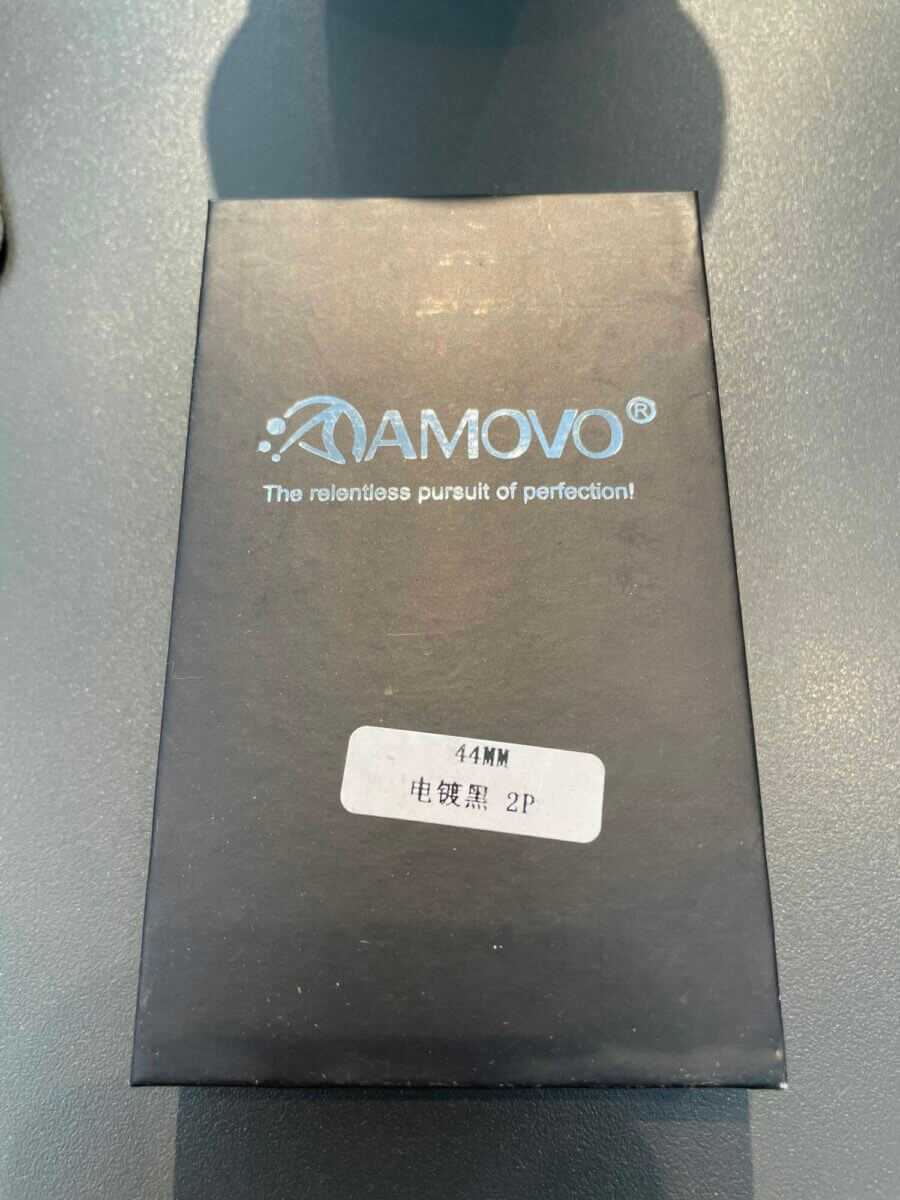 AMOVO®
The relentless pursuit of perfection!
44MM
电镀黑 2P